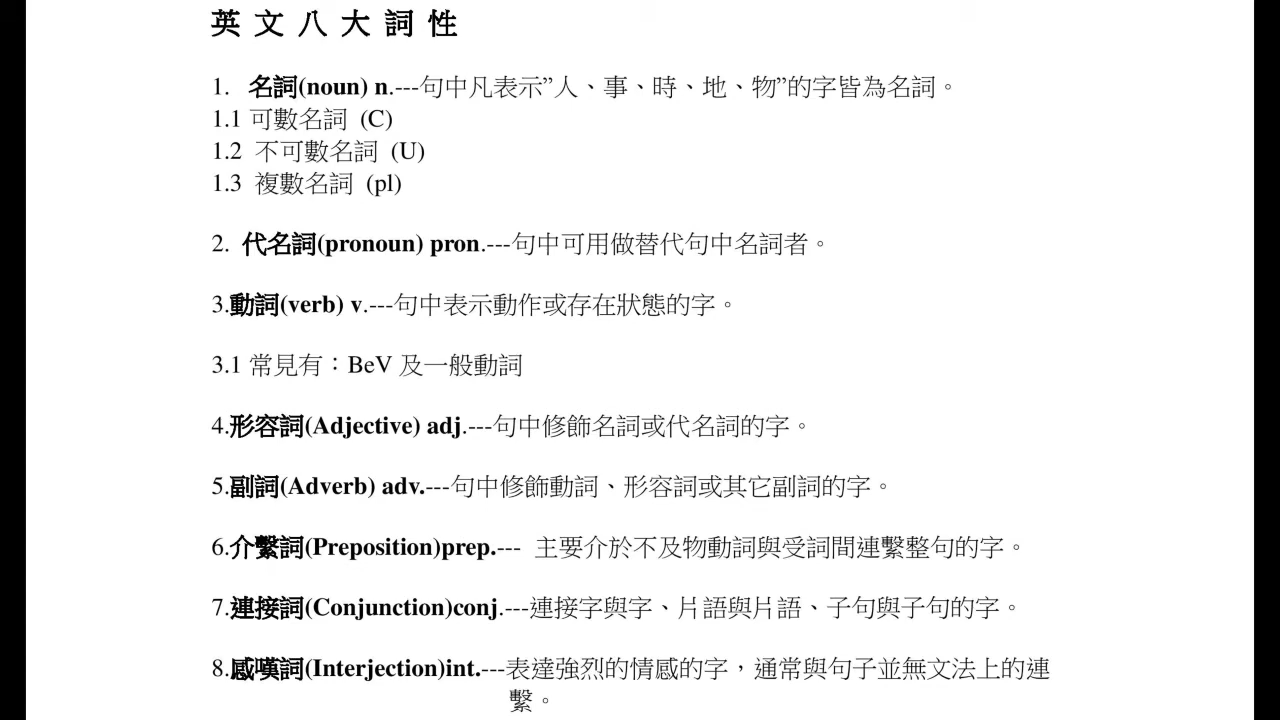 英文八大詞性
1. 名詞(noun) n.---句中凡表示”人、事、時、地、物”的字皆為名詞。
1.1 可數名詞 (C)
1.2 不可數名詞 (U)
1.3 複數名詞 (pl)
2. 代名詞(pronoun) pron.---句中可用做替代句中名詞者。
3.動詞(verb) v.---句中表示動作或存在狀態的字。
3.1 常見有：BeV 及一般動詞
4.形容詞(Adjective) adj.---句中修飾名詞或代名詞的字。
5.副詞(Adverb) adv.---句中修飾動詞、形容詞或其它副詞的字。
6.介繫詞(Preposition)prep.--- 主要介於不及物動詞與受詞間連繫整句的字。
7.連接詞(Conjunction)conj.---連接字與字、片語與片語、子句與子句的字。
8.感嘆詞(Interjection)int.---表達強烈的情感的字，通常與句子並無文法上的連
繫。